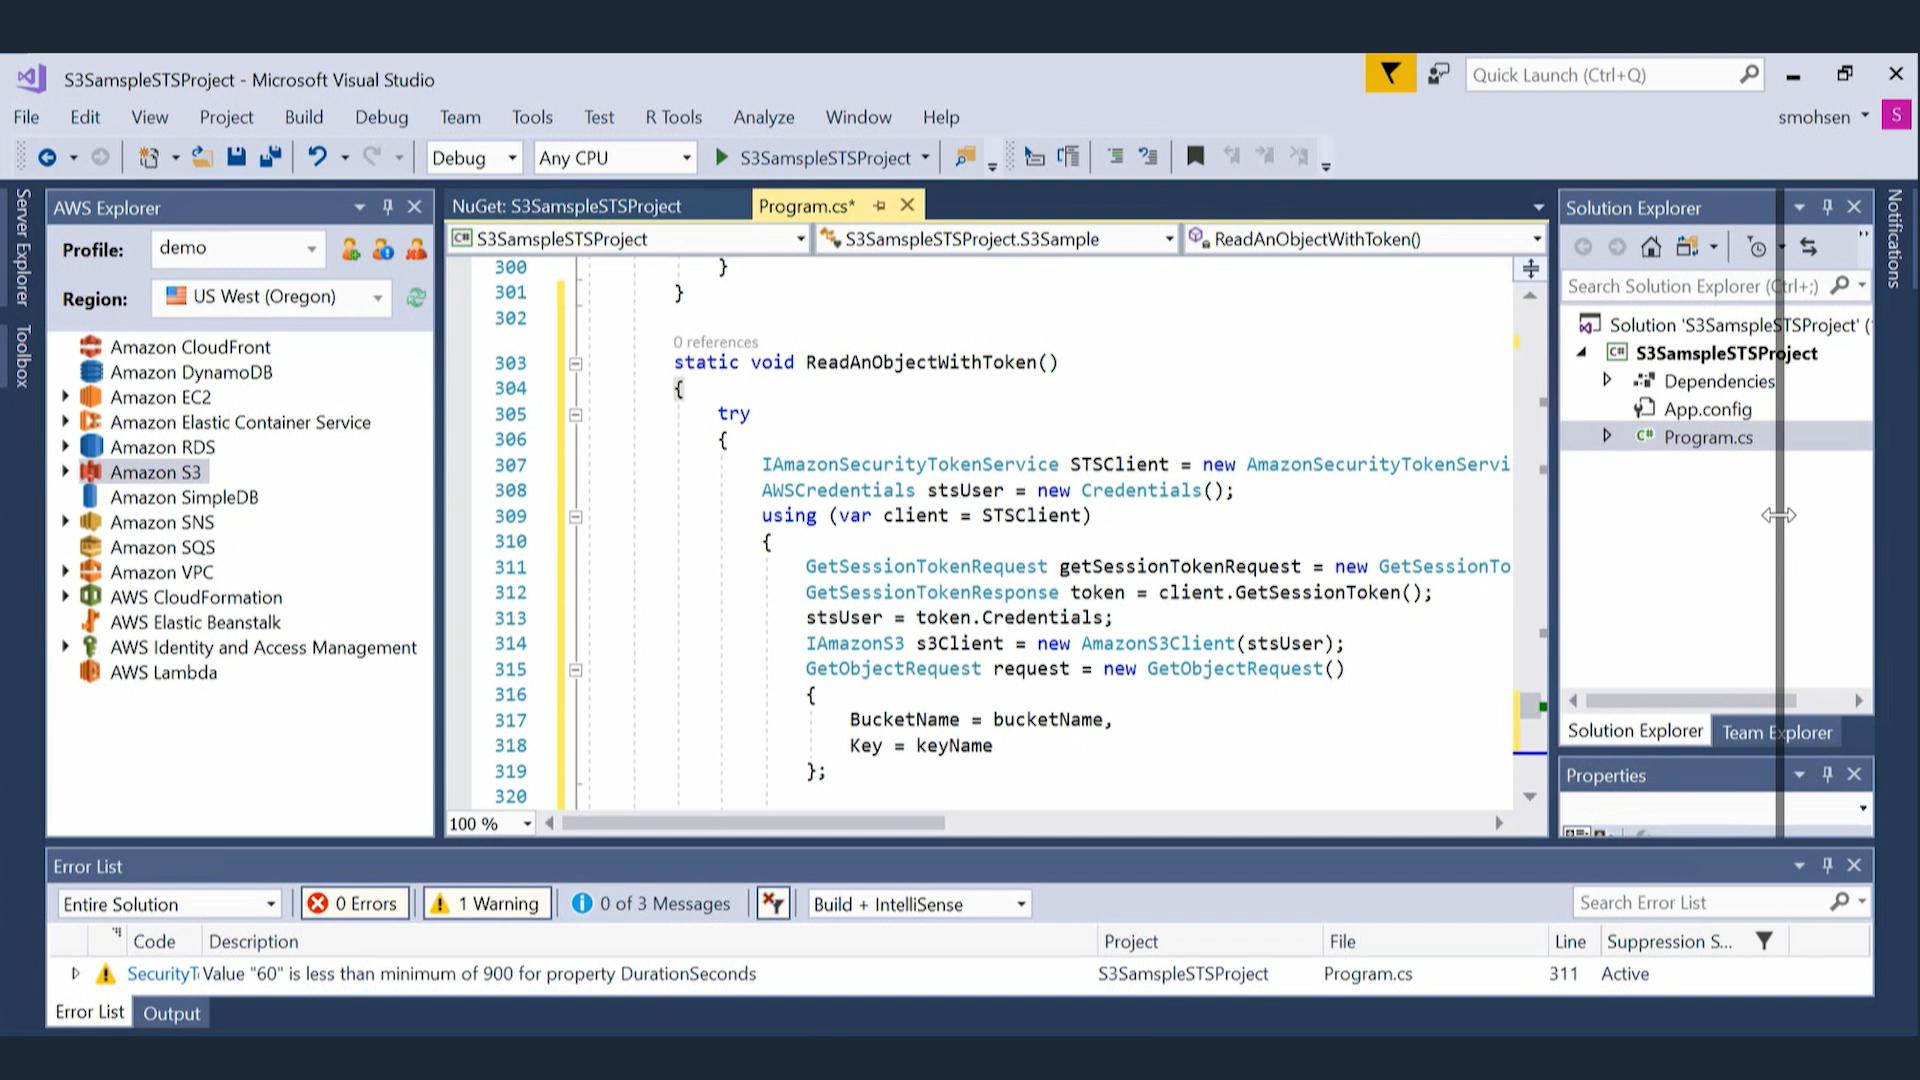 S3SamspleSTSProject - Microsoft Visual Studio
Quick Launch (Ctrl+Q)
File Edit View Project Build Debug Team Tools Test R Tools Analyze Window Help
smohsen S
Debug Any CPU S3SamspleSTSProject
Server Explorer
Toolbox
AWS Explorer
Profile: demo
Region: US West (Oregon)
Amazon CloudFront
Amazon DynamoDB
Amazon EC2
Amazon Elastic Container Service
Amazon RDS
Amazon S3
Amazon SimpleDB
Amazon SNS
Amazon SQS
Amazon VPC
AWS CloudFormation
AWS Elastic Beanstalk
AWS Identity and Access Management
AWS Lambda
NuGet: S3SamspleSTSProject Program.cs*
C# S3SamspleSTSProject S3SamspleSTSProject.S3Sample ReadAnObjectWithToken()
300 }
301 }
302
0 references
303 static void ReadAnObjectWithToken()
304 {
305 try
306 {
307 IAmazonSecurityTokenService STSClient = new AmazonSecurityTokenServi
308 AWSCredentials stsUser = new Credentials();
309 using (var client = STSClient)
310 {
311 GetSessionTokenRequest getSessionTokenRequest = new GetSessionTo
312 GetSessionTokenResponse token = client.GetSessionToken();
313 stsUser = token.Credentials;
314 IAmazonS3 s3Client = new AmazonS3Client(stsUser);
315 GetObjectRequest request = new GetObjectRequest()
316 {
317 BucketName = bucketName,
318 Key = keyName
319 };
320
100 %
Solution Explorer
Search Solution Explorer (Ctrl+;)
Solution 'S3SamspleSTSProject' (
C# S3SamspleSTSProject
Dependencies
App.config
C# Program.cs
Solution Explorer Team Explorer
Properties
Notifications
Error List
Entire Solution 0 Errors 1 Warning 0 of 3 Messages Build + IntelliSense Search Error List
Code Description Project File Line Suppression S...
SecurityT Value "60" is less than minimum of 900 for property DurationSeconds S3SamspleSTSProject Program.cs 311 Active
Error List Output